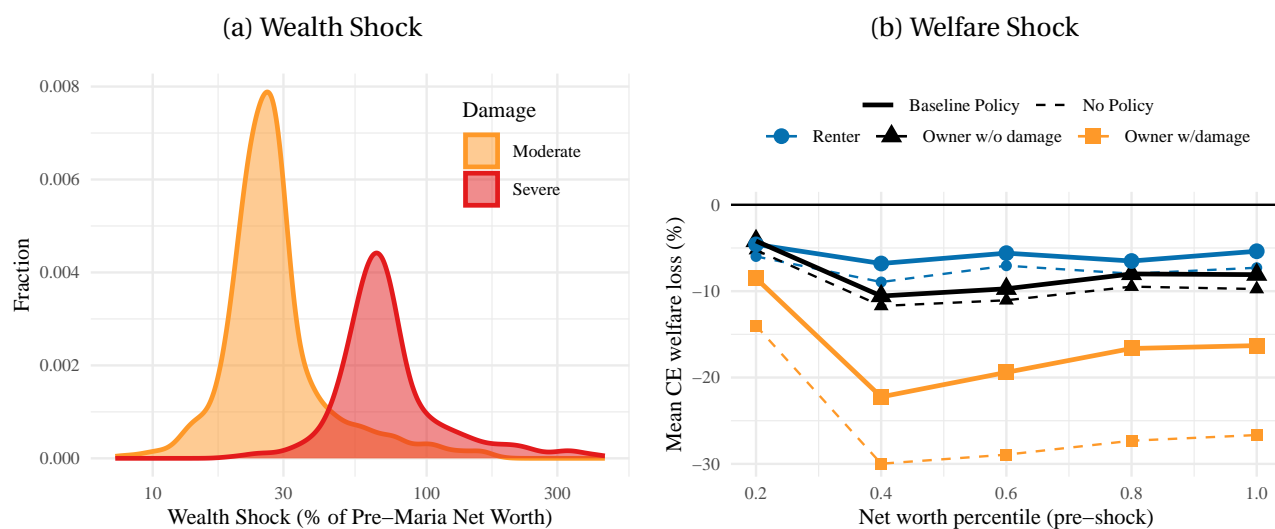 (a) Wealth Shock
0.008
0.006
0.004
0.002
0.000
Fraction
Damage
Moderate
Severe
10 30 100 300
Wealth Shock (% of Pre−Maria Net Worth)
(b) Welfare Shock
Baseline Policy No Policy
Renter Owner w/o damage Owner w/damage
0
−10
−20
−30
Mean CE welfare loss (%)
0.2 0.4 0.6 0.8 1.0
Net worth percentile (pre−shock)